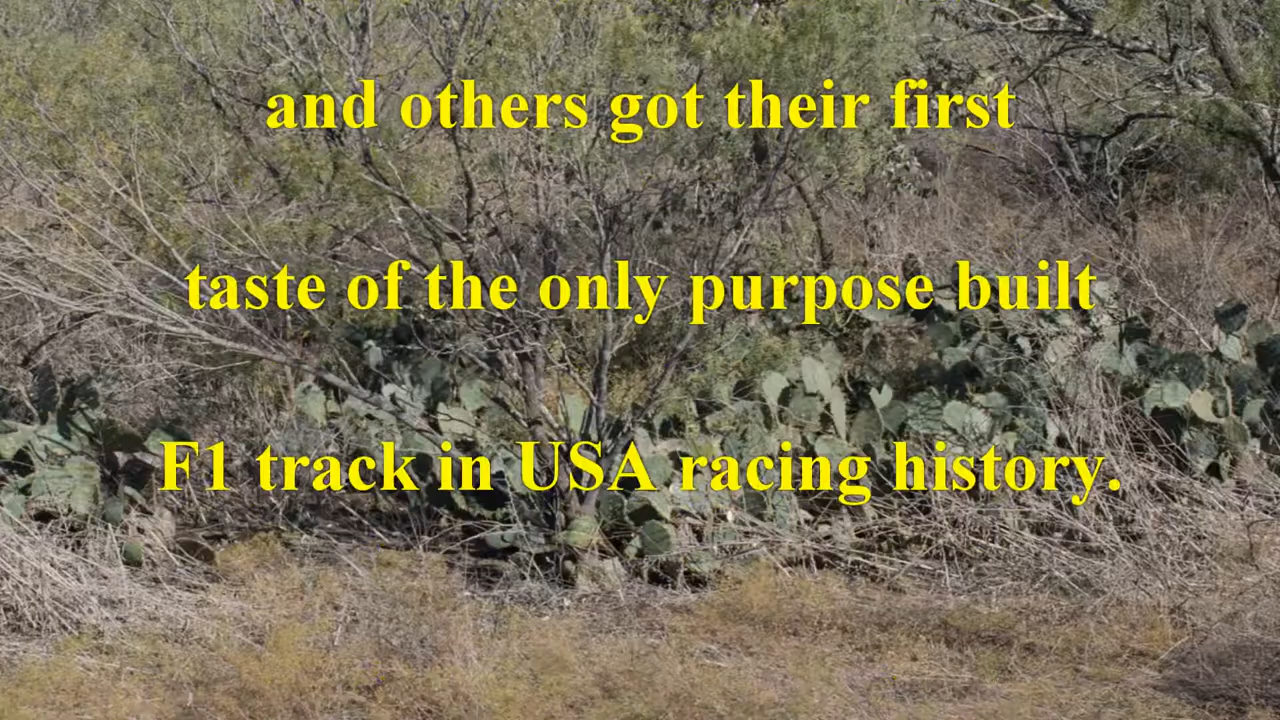 and others got their first
taste of the only purpose built
F1 track in USA racing history.